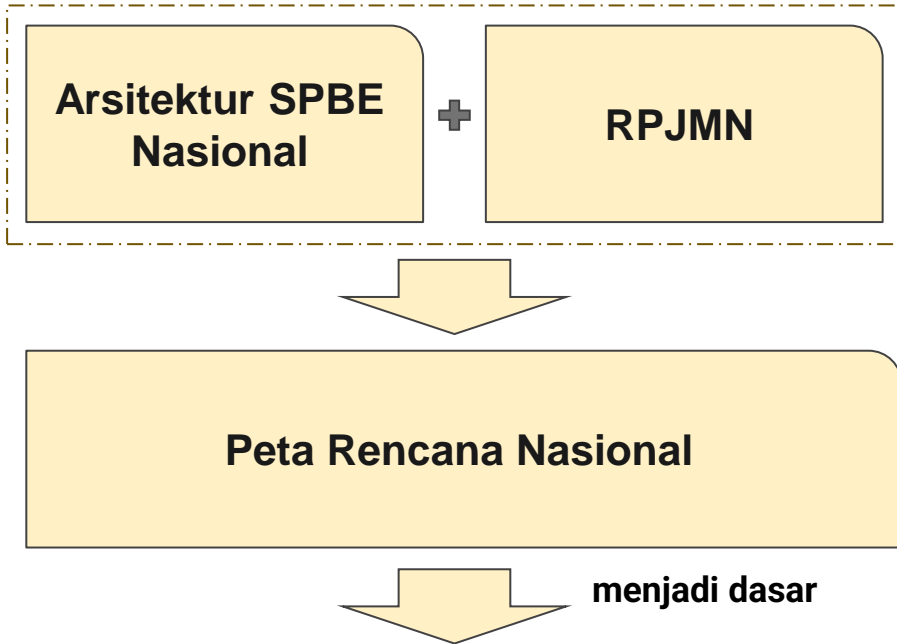 Arsitektur SPBE
Nasional
RPJMN
Peta Rencana Nasional
menjadi dasar